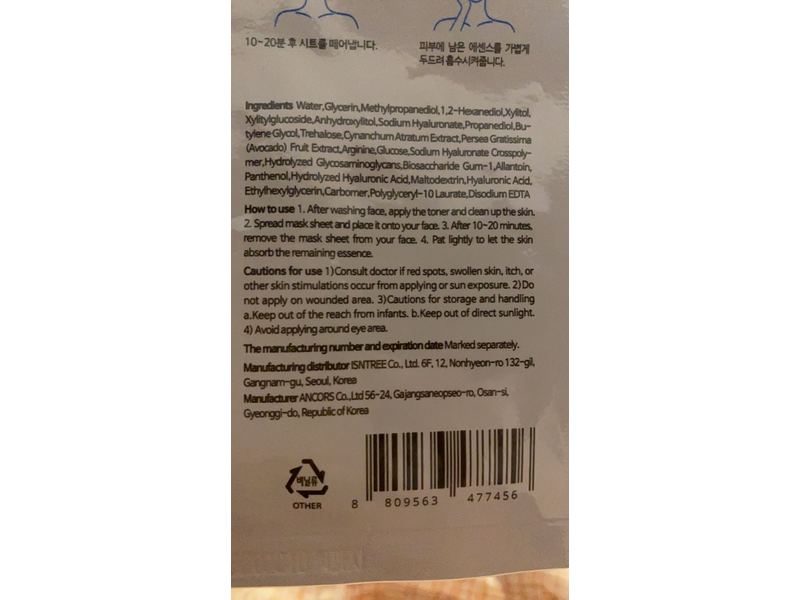 10~20분 후 시트를 떼어냅니다.
피부에 남은 에센스를 가볍게
두드려 흡수시켜줍니다.
Ingredients Water,Glycerin,Methylpropanediol,1,2-Hexanediol,Xylitol,
Xylitylglucoside,Anhydroxylitol,Sodium Hyaluronate,Propanediol,Bu-
tylene Glycol,Trehalose,Cynanchum Atratum Extract,Persea Gratissima
(Avocado) Fruit Extract,Arginine,Glucose,Sodium Hyaluronate Crosspoly-
mer,Hydrolyzed Glycosaminoglycans,Biosaccharide Gum-1,Allantoin,
Panthenol,Hydrolyzed Hyaluronic Acid,Maltodextrin,Hyaluronic Acid,
Ethylhexylglycerin,Carbomer,Polyglyceryl-10 Laurate,Disodium EDTA
How to use 1. After washing face, apply the toner and clean up the skin.
2. Spread mask sheet and place it onto your face. 3. After 10~20 minutes,
remove the mask sheet from your face. 4. Pat lightly to let the skin
absorb the remaining essence.
Cautions for use 1)Consult doctor if red spots, swollen skin, itch, or
other skin stimulations occur from applying or sun exposure. 2)Do
not apply on wounded area. 3)Cautions for storage and handling
a.Keep out of the reach from infants. b.Keep out of direct sunlight.
4) Avoid applying around eye area.
The manufacturing number and expiration date Marked separately.
Manufacturing distributor ISNTREE Co., Ltd. 6F, 12, Nonhyeon-ro 132-gil,
Gangnam-gu, Seoul, Korea
Manufacturer ANCORS Co.,Ltd 56-24, Gajangsaneopseo-ro, Osan-si,
Gyeonggi-do, Republic of Korea
비닐류
OTHER
8 809563 477456